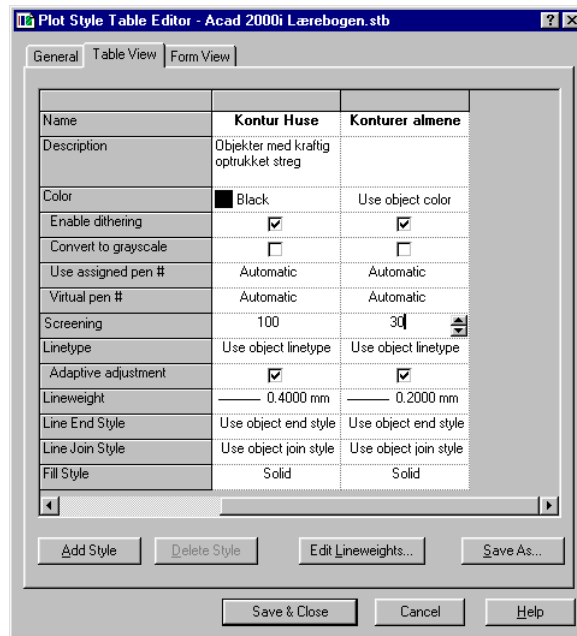 Plot Style Table Editor - Acad 2000i Lærebogen.stb
General Table View Form View
Name Kontur Huse Konturer almene
Description Objekter med kraftig
optrukket streg
Color Black Use object color
Enable dithering
Convert to grayscale
Use assigned pen # Automatic Automatic
Virtual pen # Automatic Automatic
Screening 100 30
Linetype Use object linetype Use object linetype
Adaptive adjustment
Lineweight 0.4000 mm 0.2000 mm
Line End Style Use object end style Use object end style
Line Join Style Use object join style Use object join style
Fill Style Solid Solid
Add Style Delete Style Edit Lineweights... Save As...
Save & Close Cancel Help